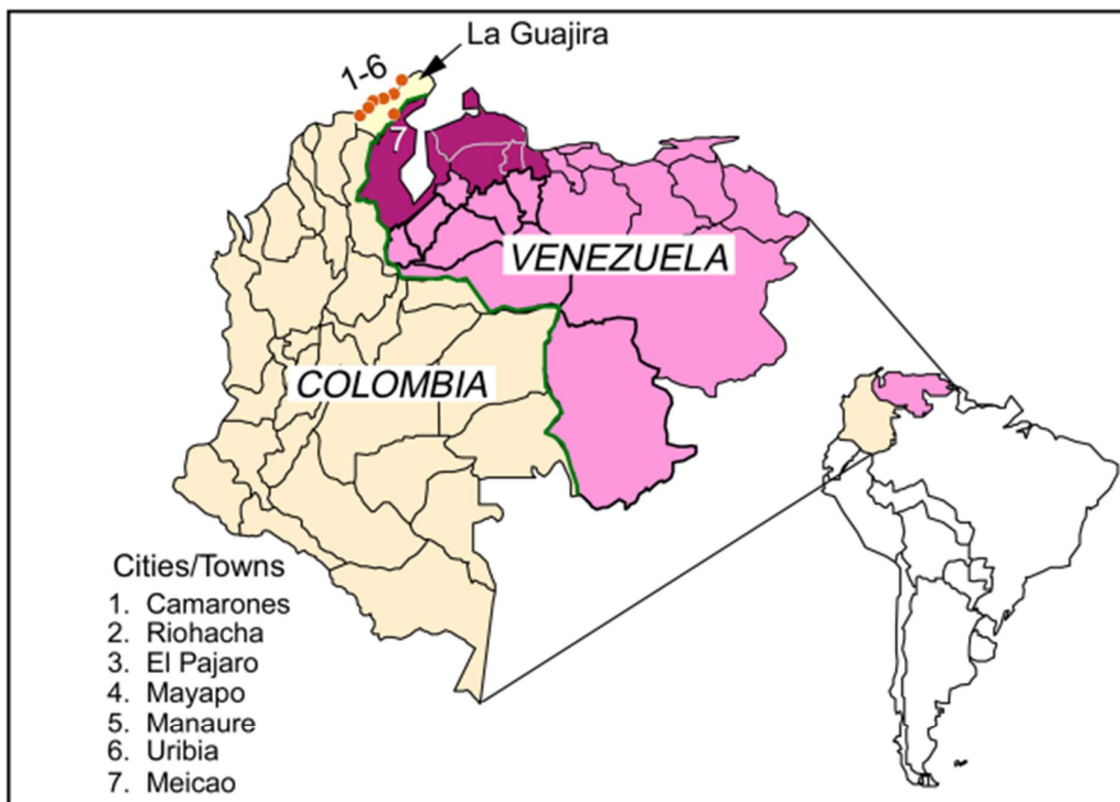 La Guajira
1-6
7
VENEZUELA
COLOMBIA
Cities/Towns
1. Camarones
2. Riohacha
3. El Pajaro
4. Mayapo
5. Manaure
6. Uribia
7. Meicao